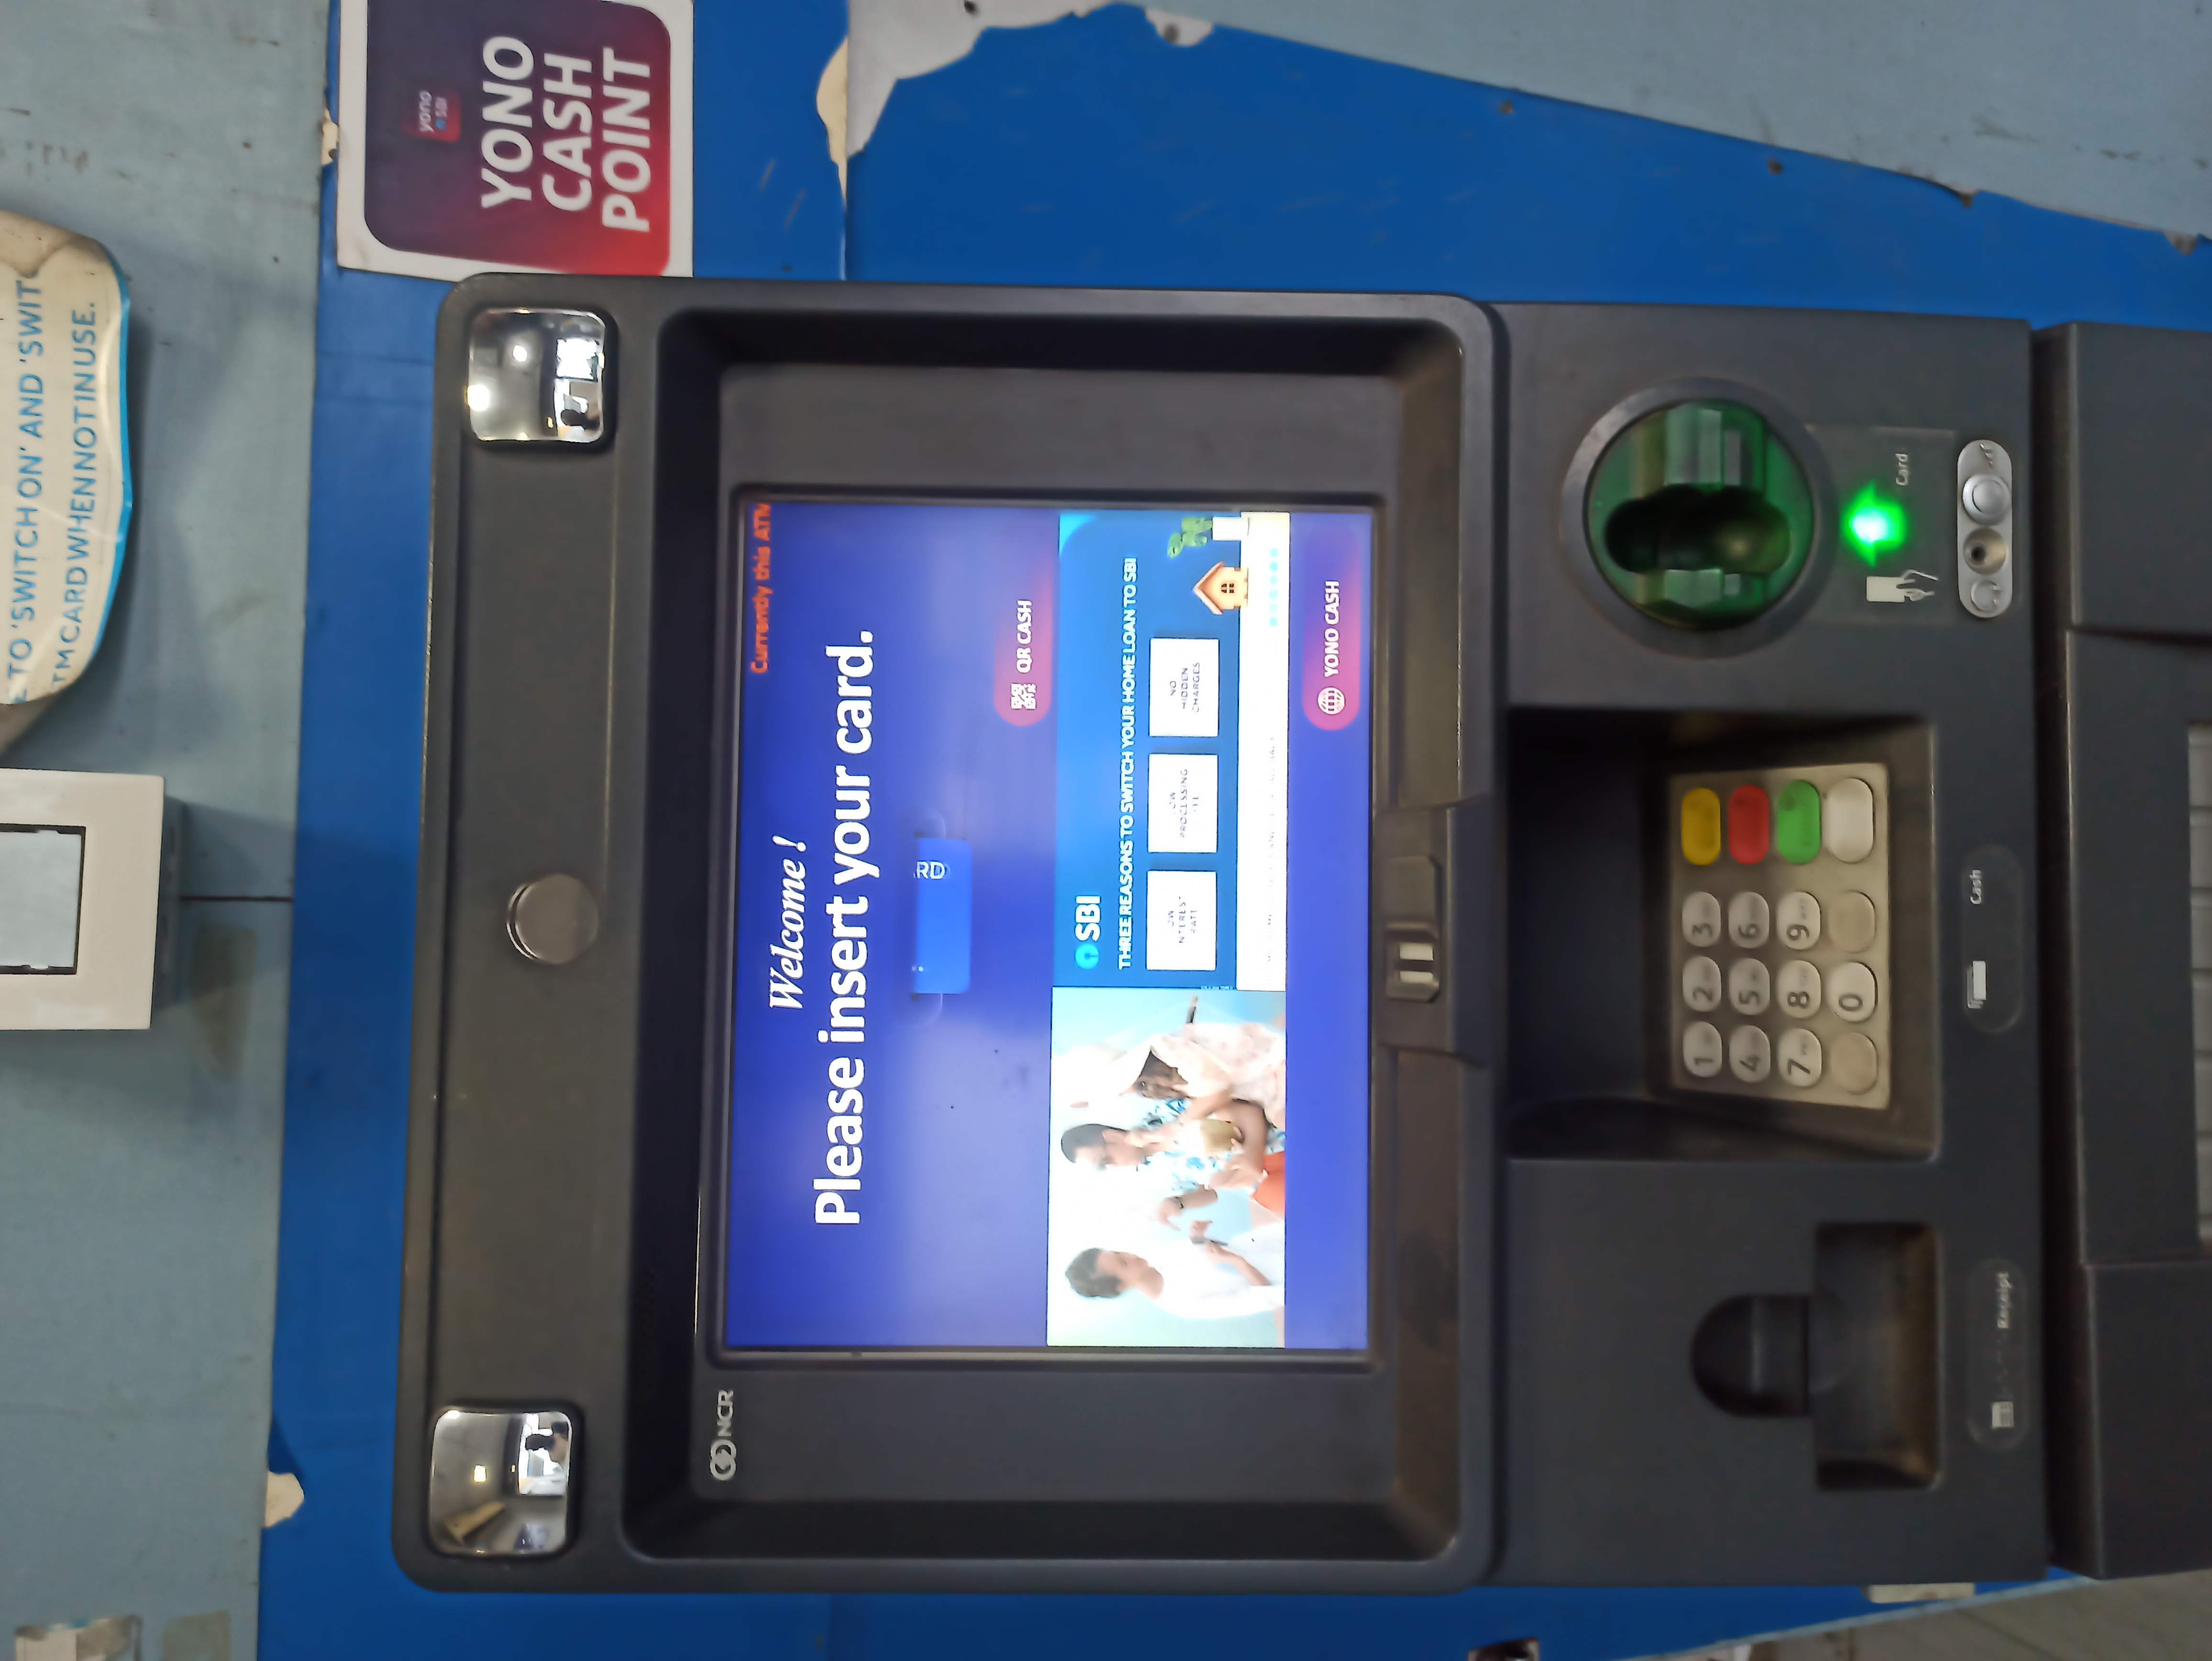 TO 'SWITCH ON' AND 'SWIT
CARD WHEN NOT IN USE.
yono
SBI
YONO
CASH
POINT
NCR
Currently this ATM
Welcome !
Please insert your card.
RD
QR CASH
SBI
THREE REASONS TO SWITCH YOUR HOME LOAN TO SBI
NO
HIDDEN
CHARGES
PROCESSING
YONO CASH
1 2 3
4 5 6
7 8 9
0
Card
Cash
Receipt